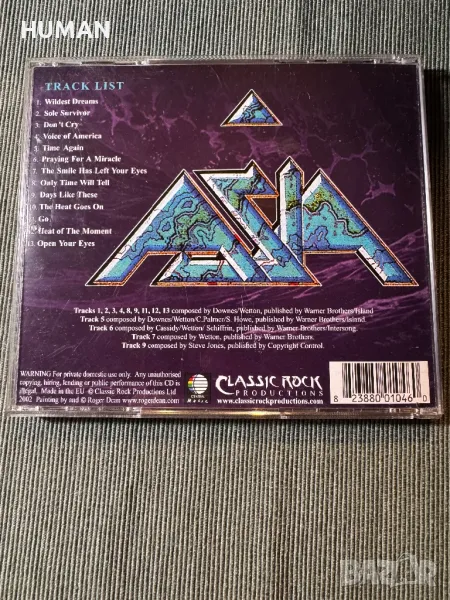 HUMAN
TRACK LIST
1. Wildest Dreams
2. Sole Survivor
3. Don't Cry
4. Voice of America
5. Time Again
6. Praying For A Miracle
7. The Smile Has Left Your Eyes
8. Only Time Will Tell
9. Days Like These
10. The Heat Goes On
11. Go
Heat of The Moment
13. Open Your Eyes
ASIA
Tracks 1, 2, 3, 4, 8, 9, 11, 12, 13 composed by Downes/Wetton, published by Warner Brothers/Island
Track 5 composed by Downes/Wetton/C.Palmer/S. Howe, published by Warner Brothers/Island.
Track 6 composed by Cassidy/Wetton/ Schiffrin, published by Warner Brothers/Intersong.
Track 7 composed by Wetton, published by Warner Brothers.
Track 9 composed by Steve Jones, published by Copyright Control.
WARNING For private domestic use only. Any unauthorised
copying, hiring, lending or public performance of this CD is
illegal. Made in the EU © Classic Rock Productions Ltd
2002 Painting by and © Roger Dean www.rogerdean.com
Music
CLASSIC ROCK
PRODUCTIONS
www.classicrockproductions.com
8 23880 01046 0
BAZAR